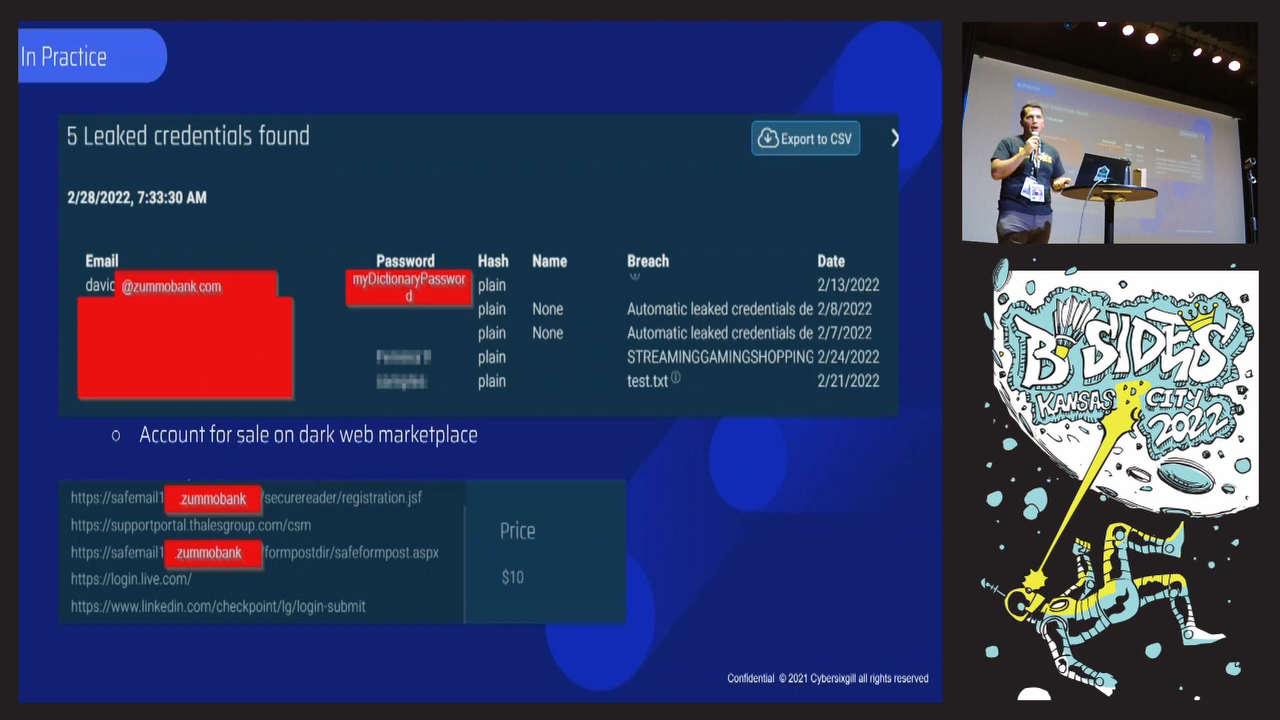 In Practice
5 Leaked credentials found
Export to CSV
2/28/2022, 7:33:30 AM
Email Password Hash Name Breach Date
davic @zummobank.com myDictionaryPasswor plain 2/13/2022
d
plain None Automatic leaked credentials de 2/8/2022
plain None Automatic leaked credentials de 2/7/2022
plain STREAMINGGAMINGSHOPPING 2/24/2022
plain test.txt 2/21/2022
Account for sale on dark web marketplace
https://safemail1 .zummobank /securereader/registration.jsf
https://supportportal.thalesgroup.com/csm
https://safemail1 .zummobank /formpostdir/safeformpost.aspx
https://login.live.com/
https://www.linkedin.com/checkpoint/lg/login-submit
Price
$10
Confidential © 2021 Cybersixgill all rights reserved
BSIDES
KANSAS CITY
2022